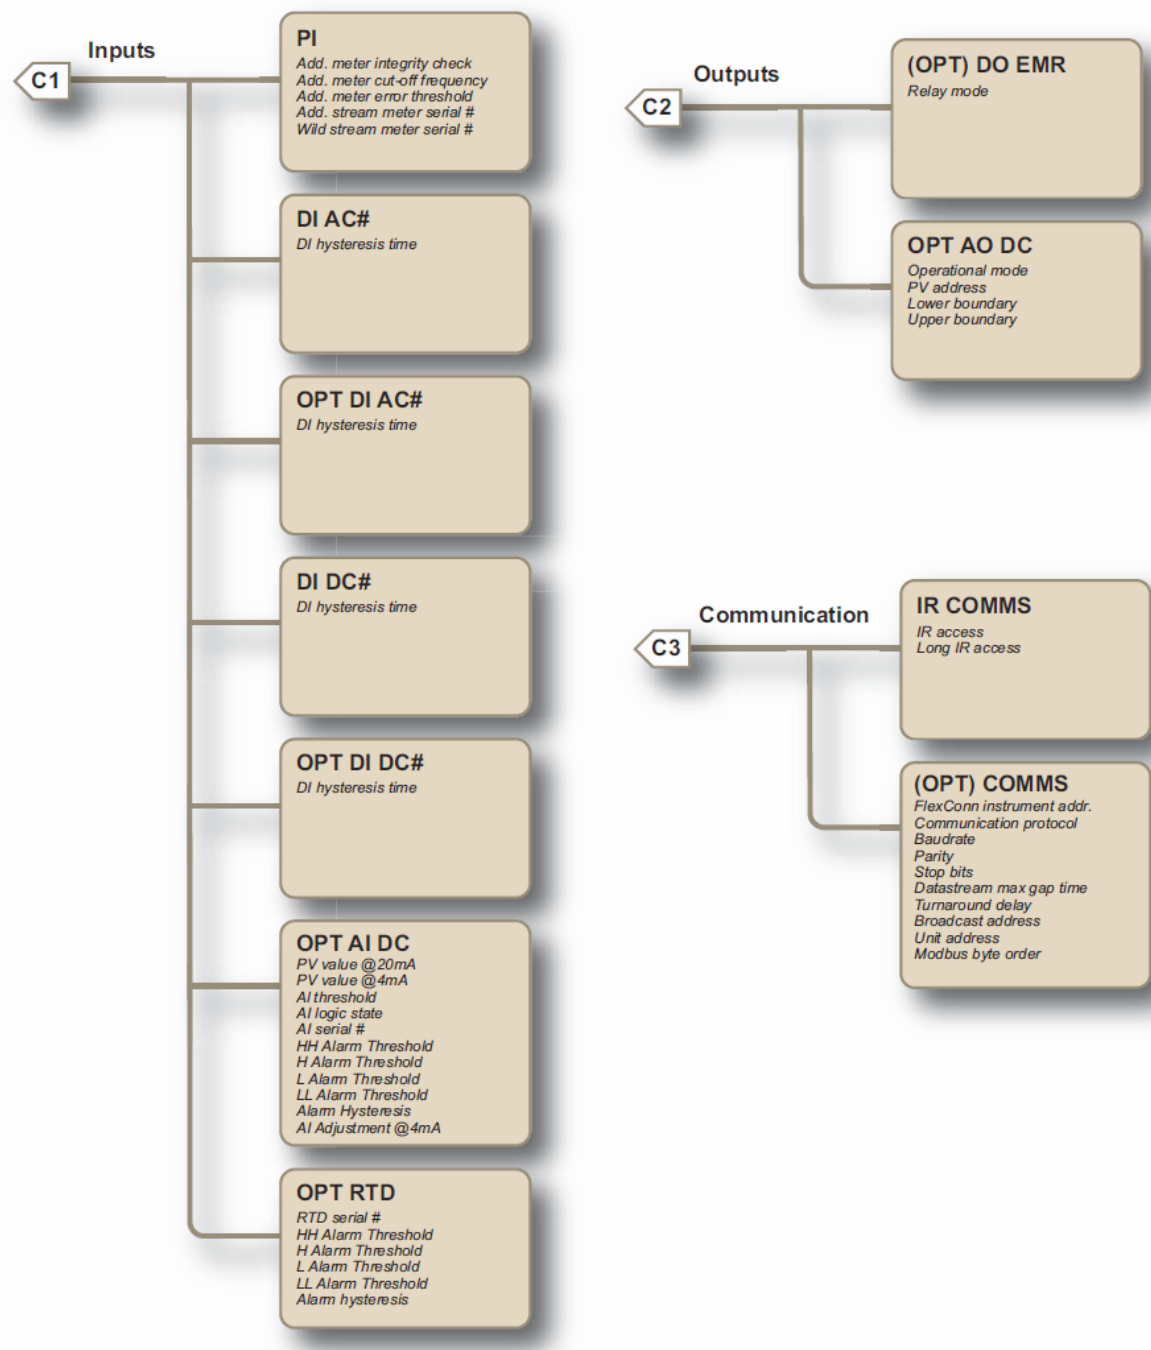 Inputs
C1
PI
Add. meter integrity check
Add. meter cut-off frequency
Add. meter error threshold
Add. stream meter serial #
Wild stream meter serial #
DI AC#
DI hysteresis time
OPT DI AC#
DI hysteresis time
DI DC#
DI hysteresis time
OPT DI DC#
DI hysteresis time
OPT AI DC
PV value @20mA
PV value @4mA
AI threshold
AI logic state
AI serial #
HH Alarm Threshold
H Alarm Threshold
L Alarm Threshold
LL Alarm Threshold
Alarm Hysteresis
AI Adjustment @4mA
OPT RTD
RTD serial #
HH Alarm Threshold
H Alarm Threshold
L Alarm Threshold
LL Alarm Threshold
Alarm hysteresis
Outputs
C2
(OPT) DO EMR
Relay mode
OPT AO DC
Operational mode
PV address
Lower boundary
Upper boundary
Communication
C3
IR COMMS
IR access
Long IR access
(OPT) COMMS
FlexConn instrument addr.
Communication protocol
Baudrate
Parity
Stop bits
Datastream max gap time
Turnaround delay
Broadcast address
Unit address
Modbus byte order